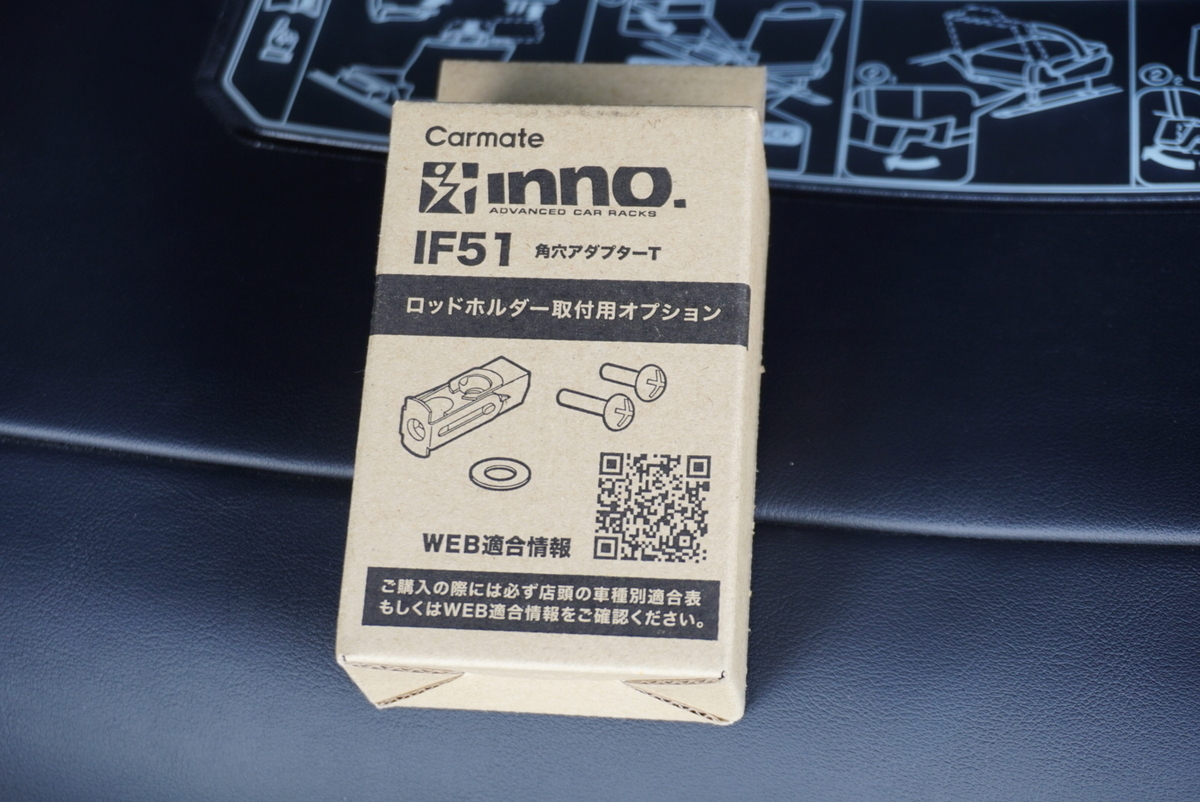 Carmate
INNO.
ADVANCED CAR RACKS
IF51 角穴アダプターT
ロッドホルダー取付用オプション
WEB適合情報
ご購入の際には必ず店頭の車種別適合表
もしくはWEB適合情報をご確認ください。
②